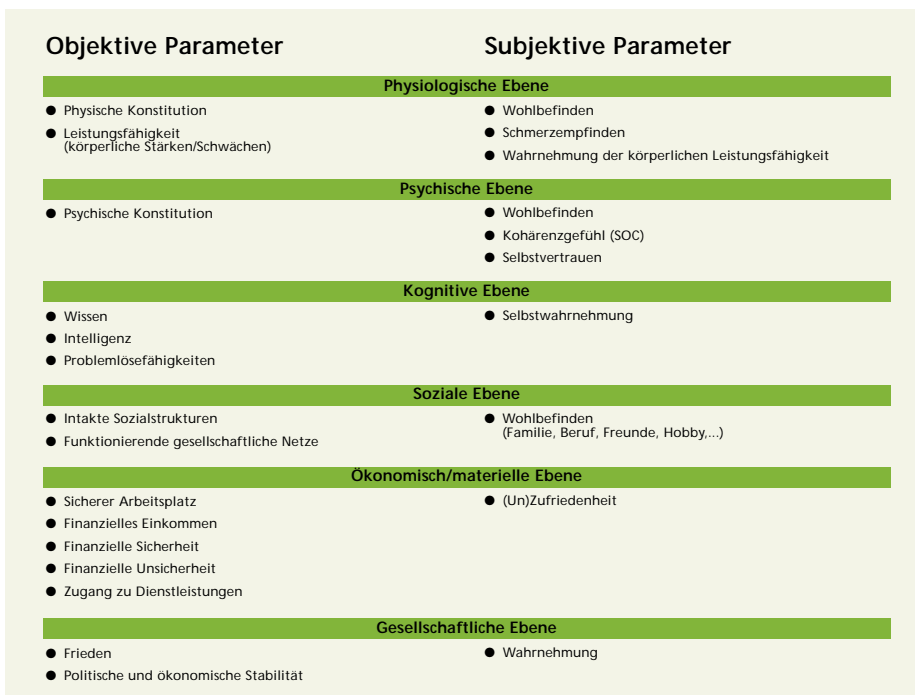 Objektive Parameter
Subjektive Parameter
Physiologische Ebene
● Physische Konstitution
● Leistungsfähigkeit
(körperliche Stärken/Schwächen)
● Wohlbefinden
● Schmerzempfinden
● Wahrnehmung der körperlichen Leistungsfähigkeit
Psychische Ebene
● Psychische Konstitution
● Wohlbefinden
● Kohärenzgefühl (SOC)
● Selbstvertrauen
Kognitive Ebene
● Wissen
● Intelligenz
● Problemlösefähigkeiten
● Selbstwahrnehmung
Soziale Ebene
● Intakte Sozialstrukturen
● Funktionierende gesellschaftliche Netze
● Wohlbefinden
(Familie, Beruf, Freunde, Hobby,...)
Ökonomisch/materielle Ebene
● Sicherer Arbeitsplatz
● Finanzielles Einkommen
● Finanzielle Sicherheit
● Finanzielle Unsicherheit
● Zugang zu Dienstleistungen
● (Un)Zufriedenheit
Gesellschaftliche Ebene
● Frieden
● Politische und ökonomische Stabilität
● Wahrnehmung